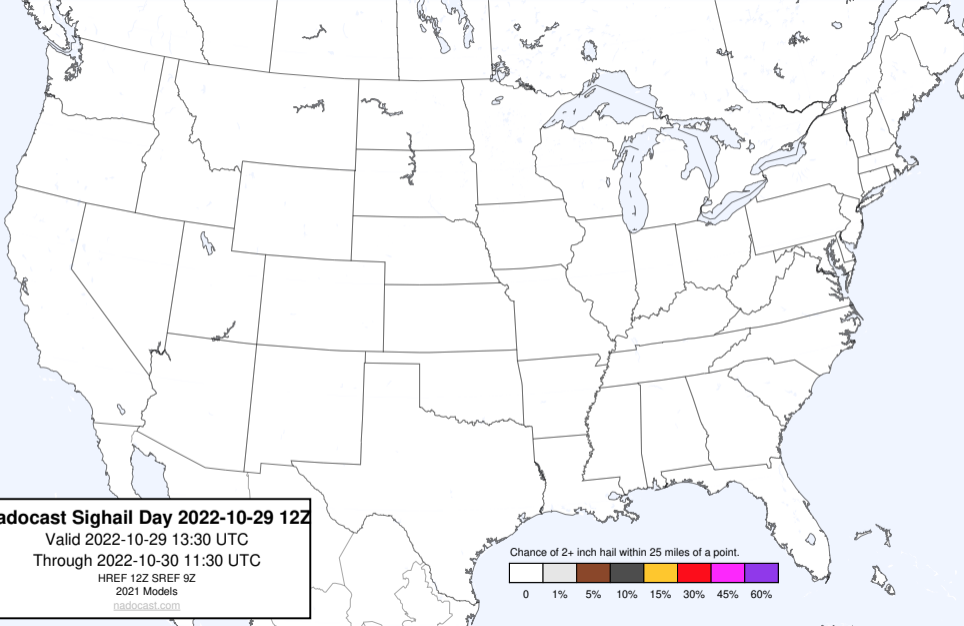 adocast Sighail Day 2022-10-29 12Z
Valid 2022-10-29 13:30 UTC
Through 2022-10-30 11:30 UTC
HREF 12Z SREF 9Z
2021 Models
nadocast.com
Chance of 2+ inch hail within 25 miles of a point.
0 1% 5% 10% 15% 30% 45% 60%